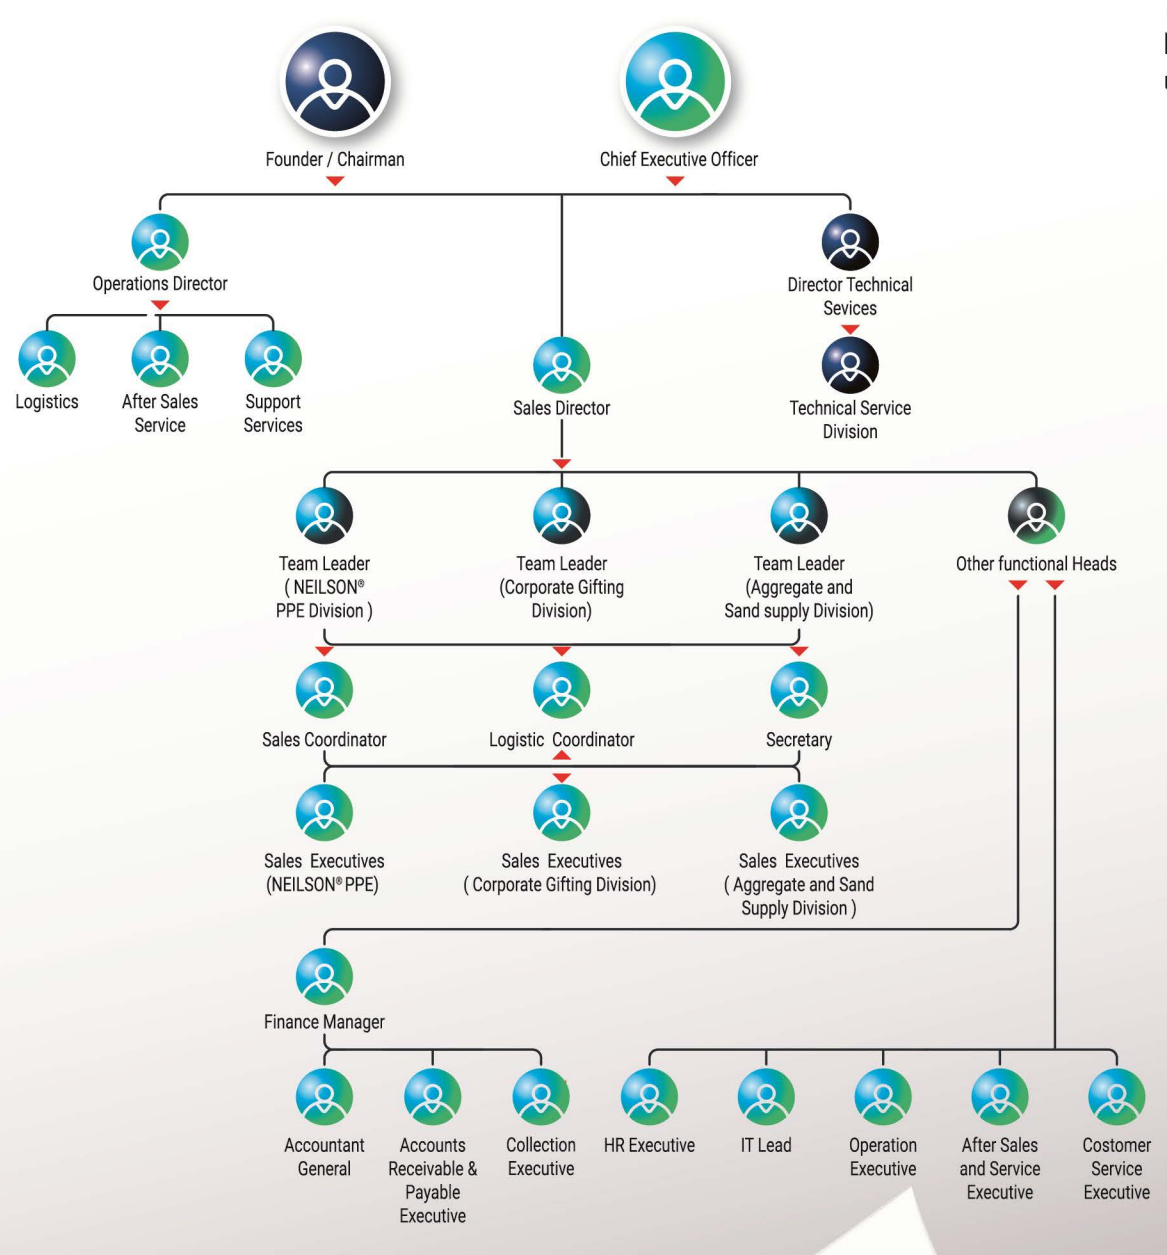 Founder / Chairman
Chief Executive Officer
Operations Director
Director Technical
Sevices
Logistics
After Sales
Service
Support
Services
Sales Director
Technical Service
Division
Team Leader
( NEILSON®
PPE Division )
Team Leader
(Corporate Gifting
Division)
Team Leader
(Aggregate and
Sand supply Division)
Other functional Heads
Sales Coordinator
Logistic Coordinator
Secretary
Sales Executives
(NEILSON® PPE)
Sales Executives
( Corporate Gifting Division)
Sales Executives
( Aggregate and Sand
Supply Division )
Finance Manager
Accountant
General
Accounts
Receivable &
Payable
Executive
Collection
Executive
HR Executive
IT Lead
Operation
Executive
After Sales
and Service
Executive
Costomer
Service
Executive